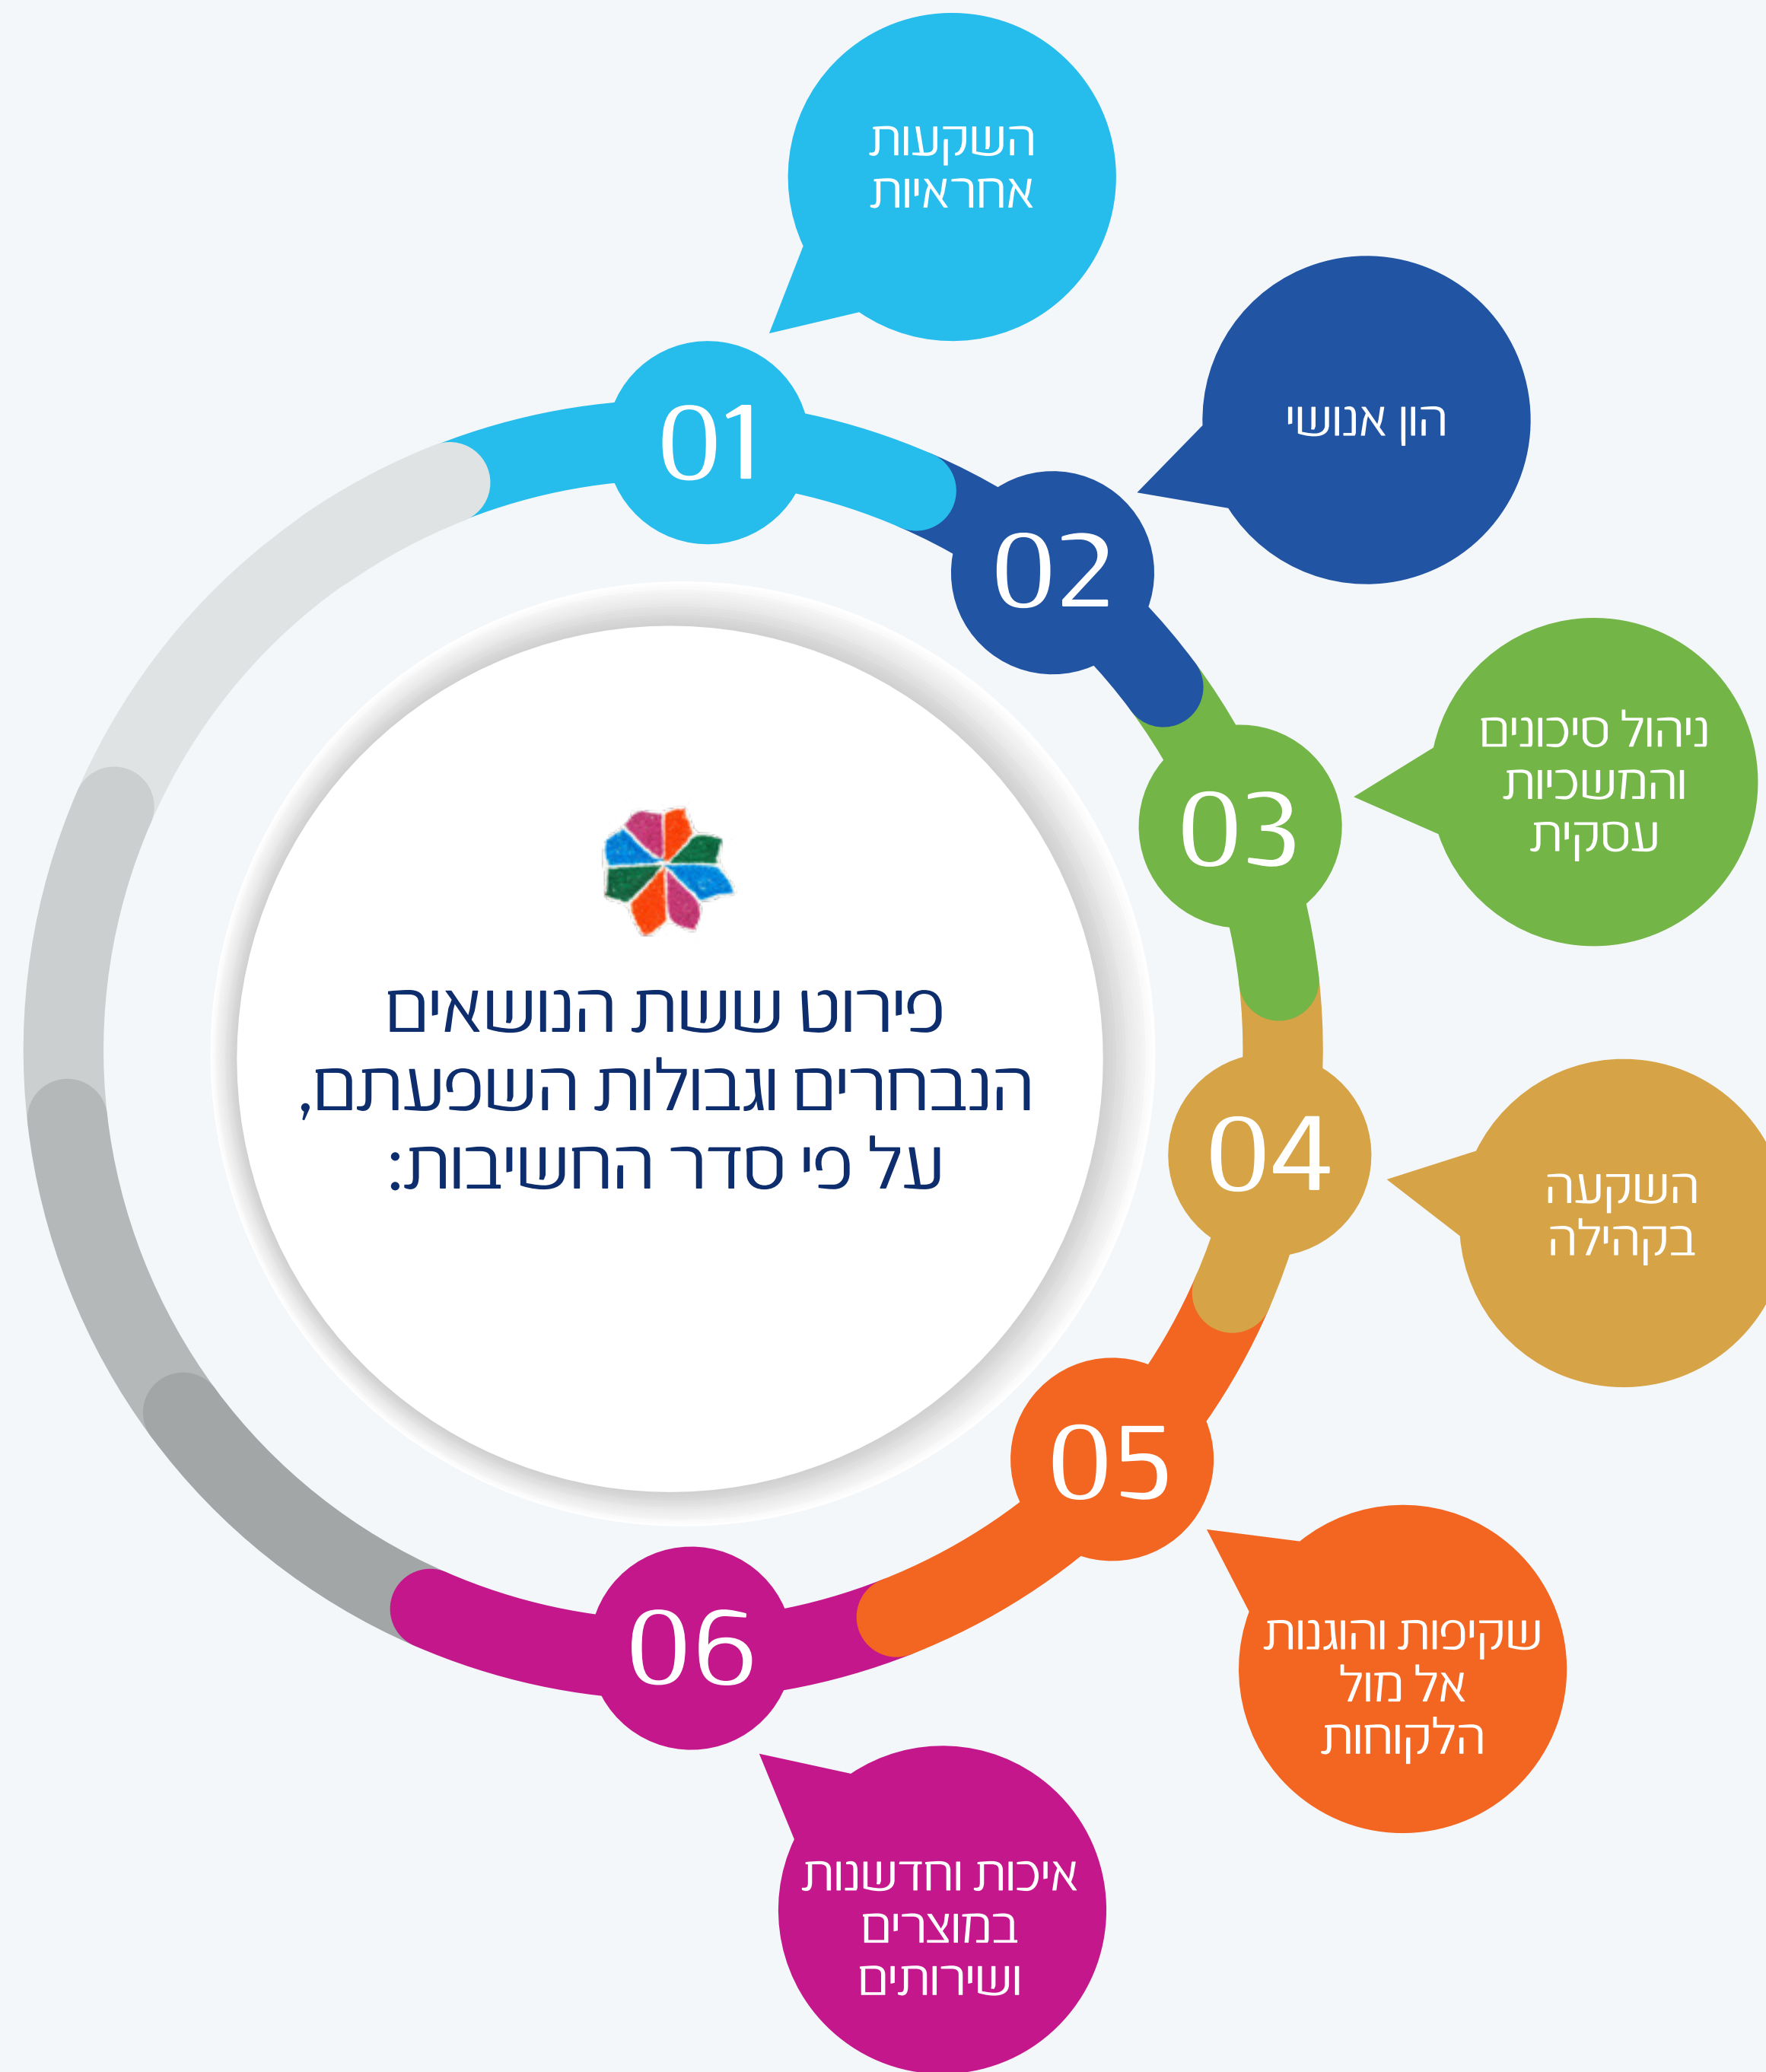 פירוט ששת הנושאים
הנבחרים וגבולות השפעתם,
על פי סדר החשיבות:
01
השקעות
אחראיות
02
הון אנושי
03
ניהול סיכונים
והמשכיות
עסקית
04
השקעה
בקהילה
05
שקיפות והוגנות
אל מול
הלקוחות
06
איכות וחדשנות
במוצרים
ושירותים